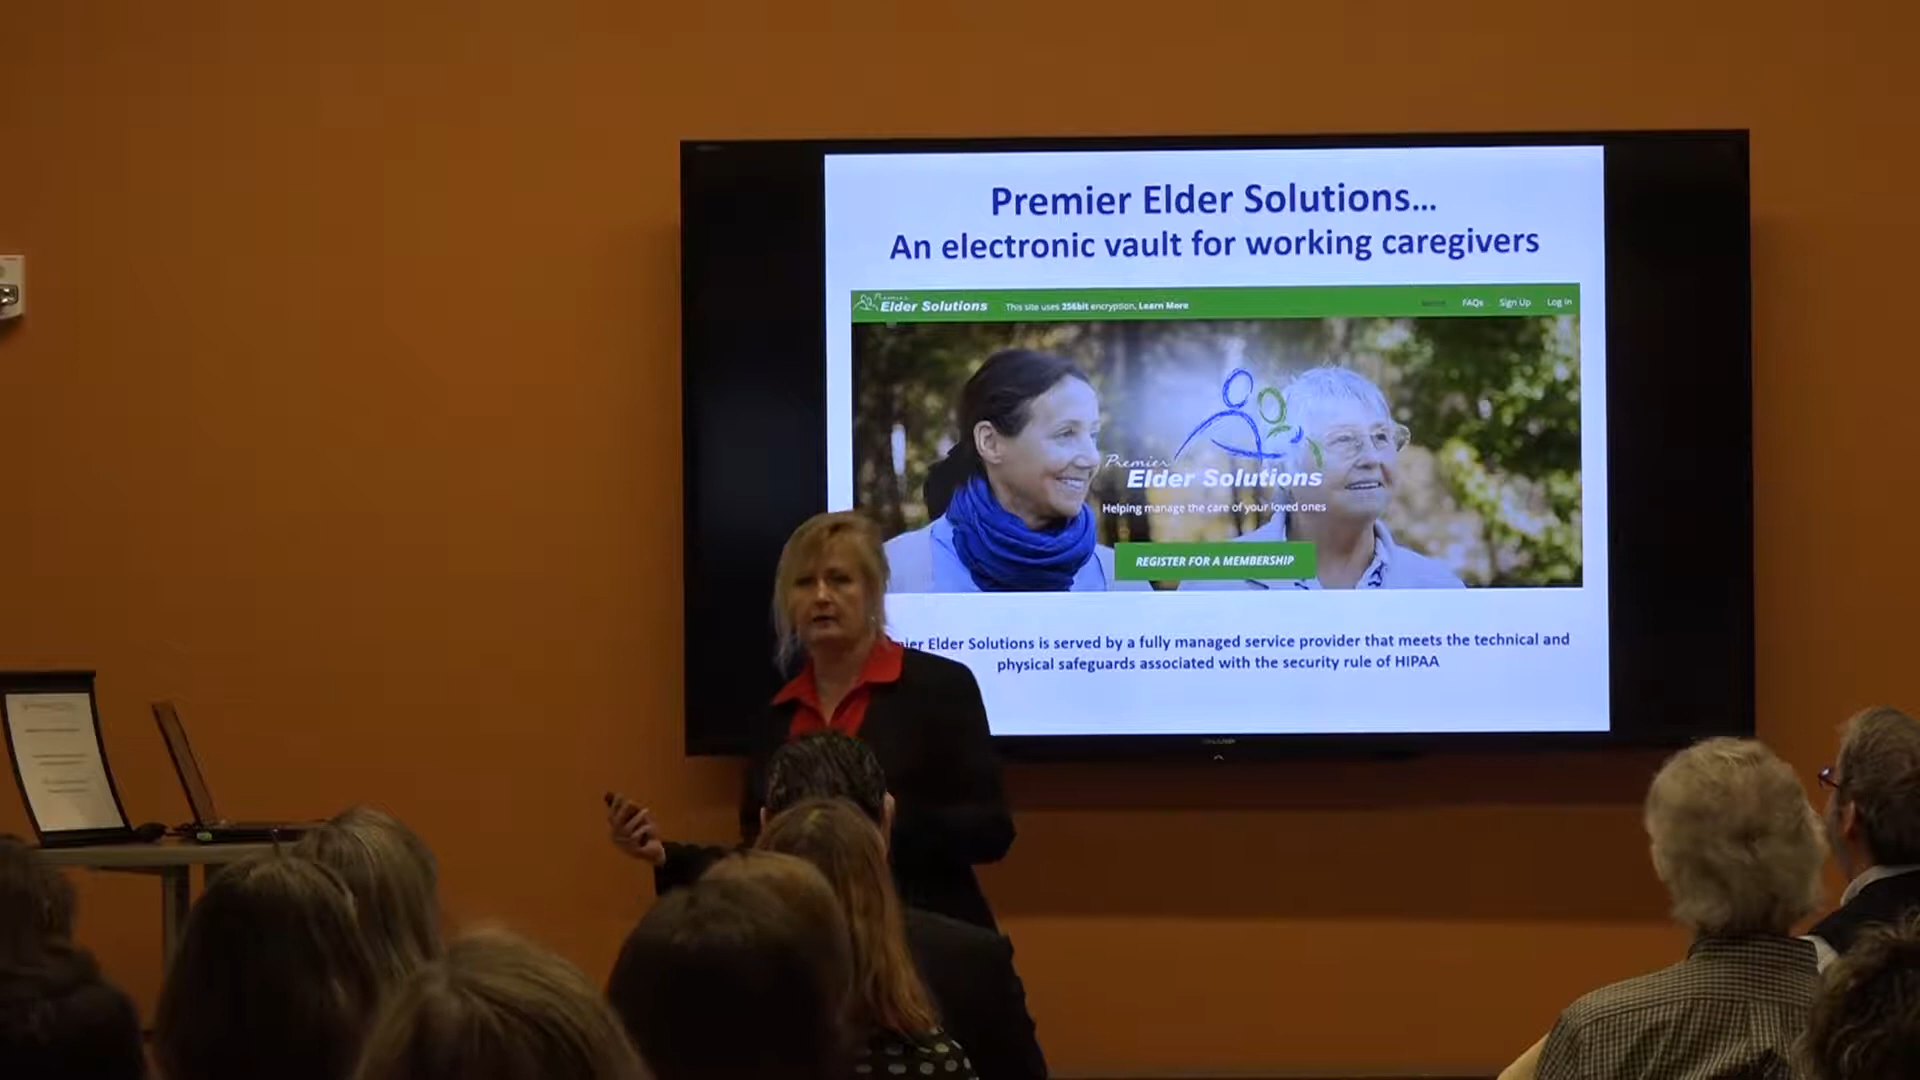 Premier Elder Solutions...
An electronic vault for working caregivers
Premier
Elder Solutions
This site uses 256bit encryption. Learn More
FAQs Sign Up Log In
Premier
Elder Solutions
Helping manage the care of your loved ones
REGISTER FOR A MEMBERSHIP
Elder Solutions is served by a fully managed service provider that meets the technical and
physical safeguards associated with the security rule of HIPAA
SHARP